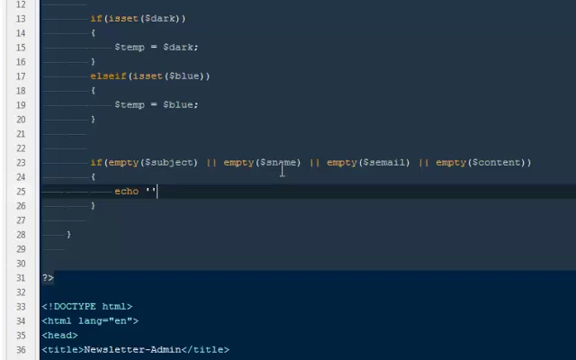 12
13 if(isset($dark))
14 {
15 $temp = $dark;
16 }
17 elseif(isset($blue))
18 {
19 $temp = $blue;
20 }
21
22
23 if(empty($subject) || empty($sname) || empty($semail) || empty($content))
24 {
25 echo ''
26 }
27
28 }
29
30
31 ?>
32
33 <!DOCTYPE html>
34 <html lang="en">
35 <head>
36 <title>Newsletter-Admin</title>